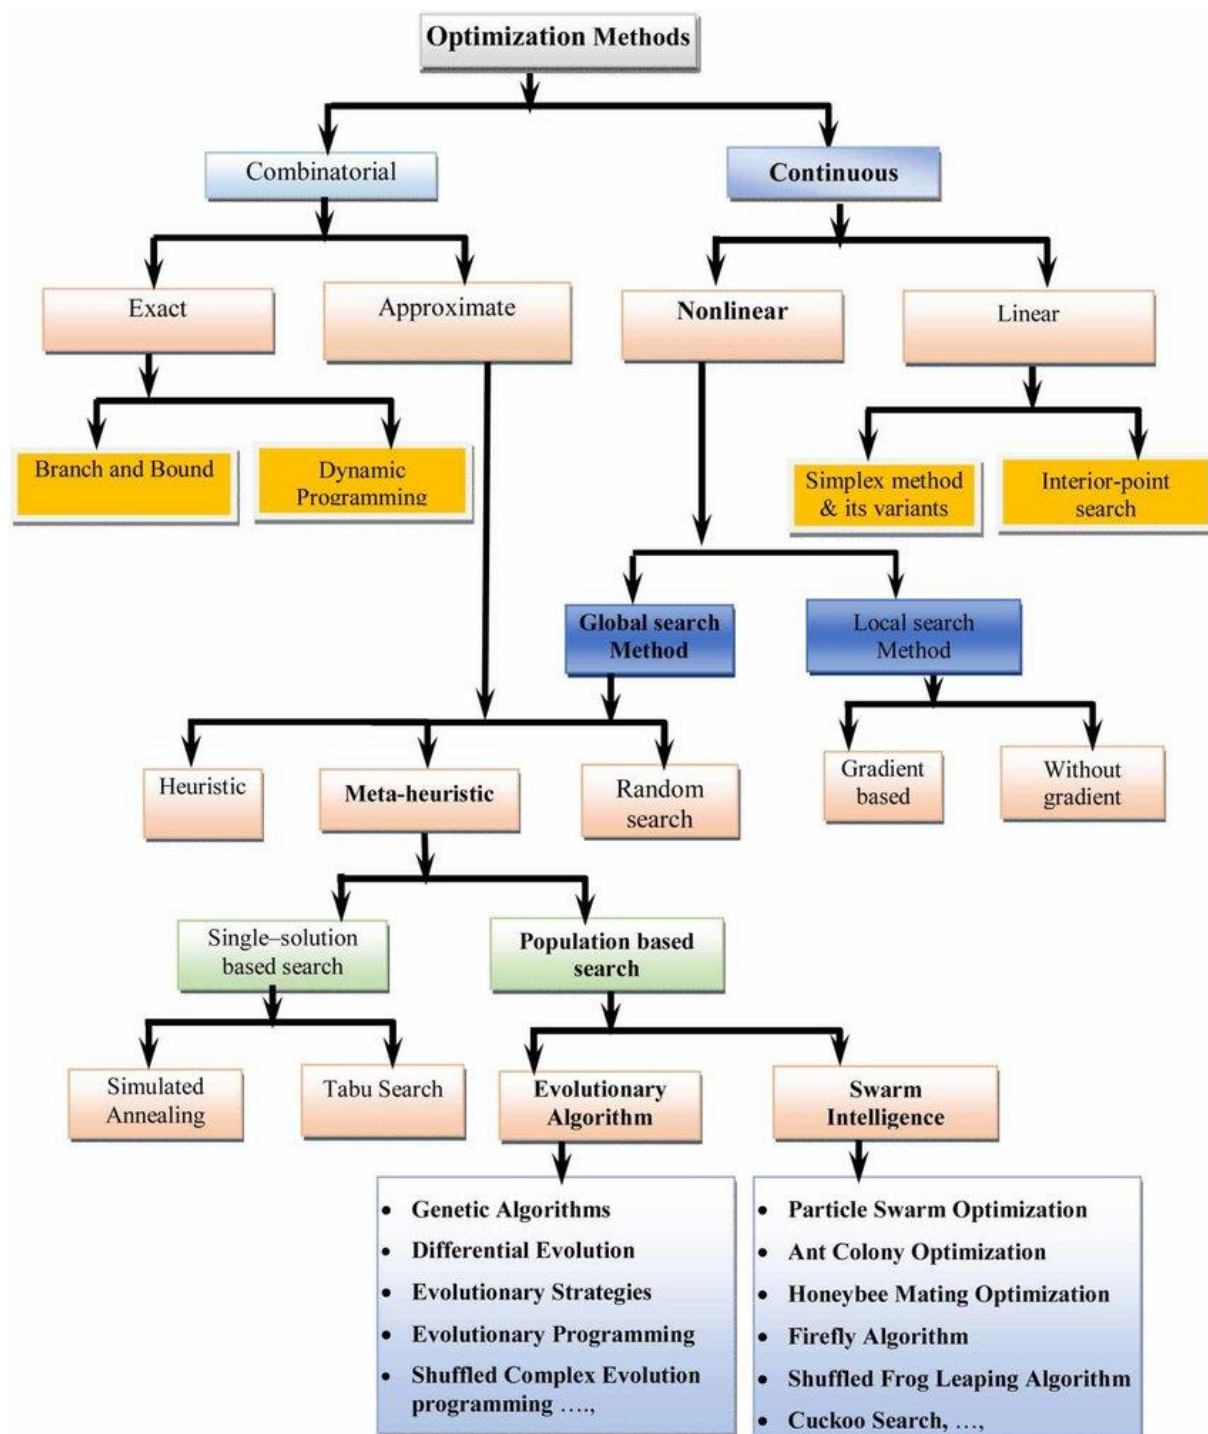 Optimization Methods
Combinatorial
Continuous
Exact
Approximate
Nonlinear
Linear
Branch and Bound
Dynamic
Programming
Simplex method
& its variants
Interior-point
search
Global search
Method
Local search
Method
Heuristic
Meta-heuristic
Random
search
Gradient
based
Without
gradient
Single–solution
based search
Population based
search
Simulated
Annealing
Tabu Search
Evolutionary
Algorithm
Swarm
Intelligence
• Genetic Algorithms
• Differential Evolution
• Evolutionary Strategies
• Evolutionary Programming
• Shuffled Complex Evolution
programming ….,
• Particle Swarm Optimization
• Ant Colony Optimization
• Honeybee Mating Optimization
• Firefly Algorithm
• Shuffled Frog Leaping Algorithm
• Cuckoo Search, …,